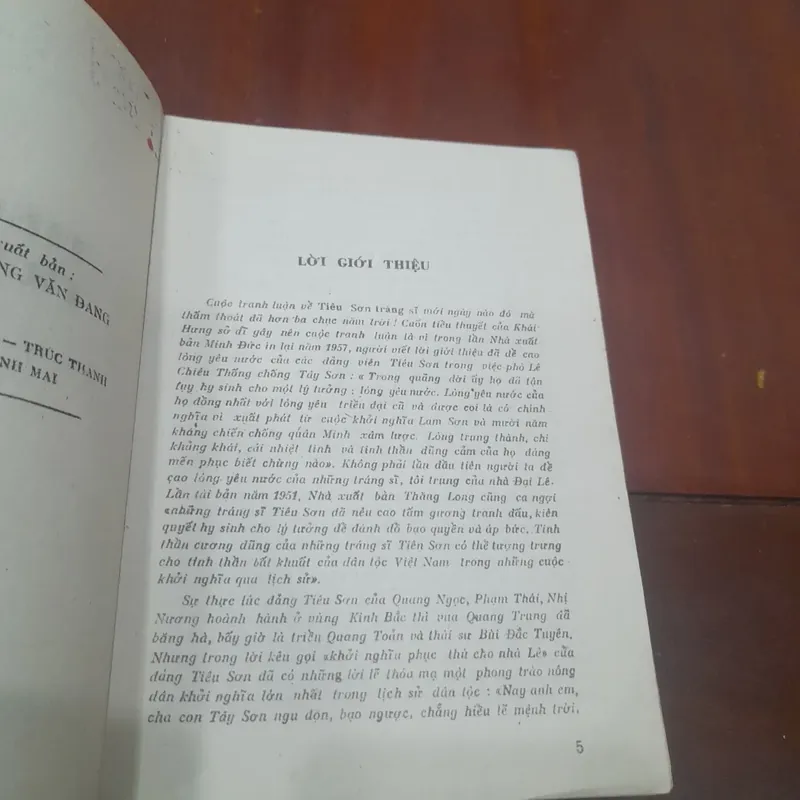 xuất bản :
NG VĂN ĐANG
— TRÚC THANH
NH MAI
LỜI GIỚI THIỆU
Cuộc tranh luận về Tiêu Sơn tráng sĩ mới ngày nào đó mà
thấm thoắt đã hơn ba chục năm trời ! Cuốn tiểu thuyết của Khái
Hưng sở dĩ gây nên cuộc tranh luận là vì trong lần Nhà xuất
bản Minh Đức in lại năm 1957, người viết lời giới thiệu đã đề cao
lòng yêu nước của các đảng viên Tiêu Sơn trong việc phò Lê
Chiêu Thống chống Tây Sơn : « Trong quãng đời ấy họ đã tận
tụy hy sinh cho một lý tưởng : lòng yêu nước. Lòng yêu nước của
họ đồng nhất với lòng yêu triều đại cũ và được coi là có chính
nghĩa vì xuất phát từ cuộc khởi nghĩa Lam Sơn và mười năm
kháng chiến chống quân Minh xâm lược. Lòng trung thành, chí
khảng khái, cái nhiệt tình và tinh thần dũng cảm của họ đáng
mến phục biết chừng nào». Không phải lần đầu tiên người ta đề
cao lòng yêu nước của những tráng sĩ, tôi trung của nhà Đại Lê.
Lần tái bản năm 1951, Nhà xuất bản Thăng Long cũng ca ngợi
«những tráng sĩ Tiêu Sơn đã nêu cao tấm gương tranh đấu, kiên
quyết hy sinh cho lý tưởng để đánh đổ bạo quyền và áp bức. Tinh
thần cương dũng của những tráng sĩ Tiêu Sơn có thể tượng trưng
cho tinh thần bất khuất của dân tộc Việt Nam trong những cuộc
khởi nghĩa qua lịch sử».
Sự thực lúc đảng Tiêu Sơn của Quang Ngọc, Phạm Thái, Nhị
Nương hoành hành ở vùng Kinh Bắc thì vua Quang Trung đã
băng hà, bấy giờ là triều Quang Toản và thái sư Bùi Đắc Tuyên.
Nhưng trong lời kêu gọi «khởi nghĩa phục thù cho nhà Lê» của
đảng Tiêu Sơn đã có những lời lẽ thóa mạ một phong trào nông
dân khởi nghĩa lớn nhất trong lịch sử dân tộc : «Nay anh em,
cha con Tây Sơn ngu độn, bạo ngược, chẳng hiểu lẽ mệnh trời,
5